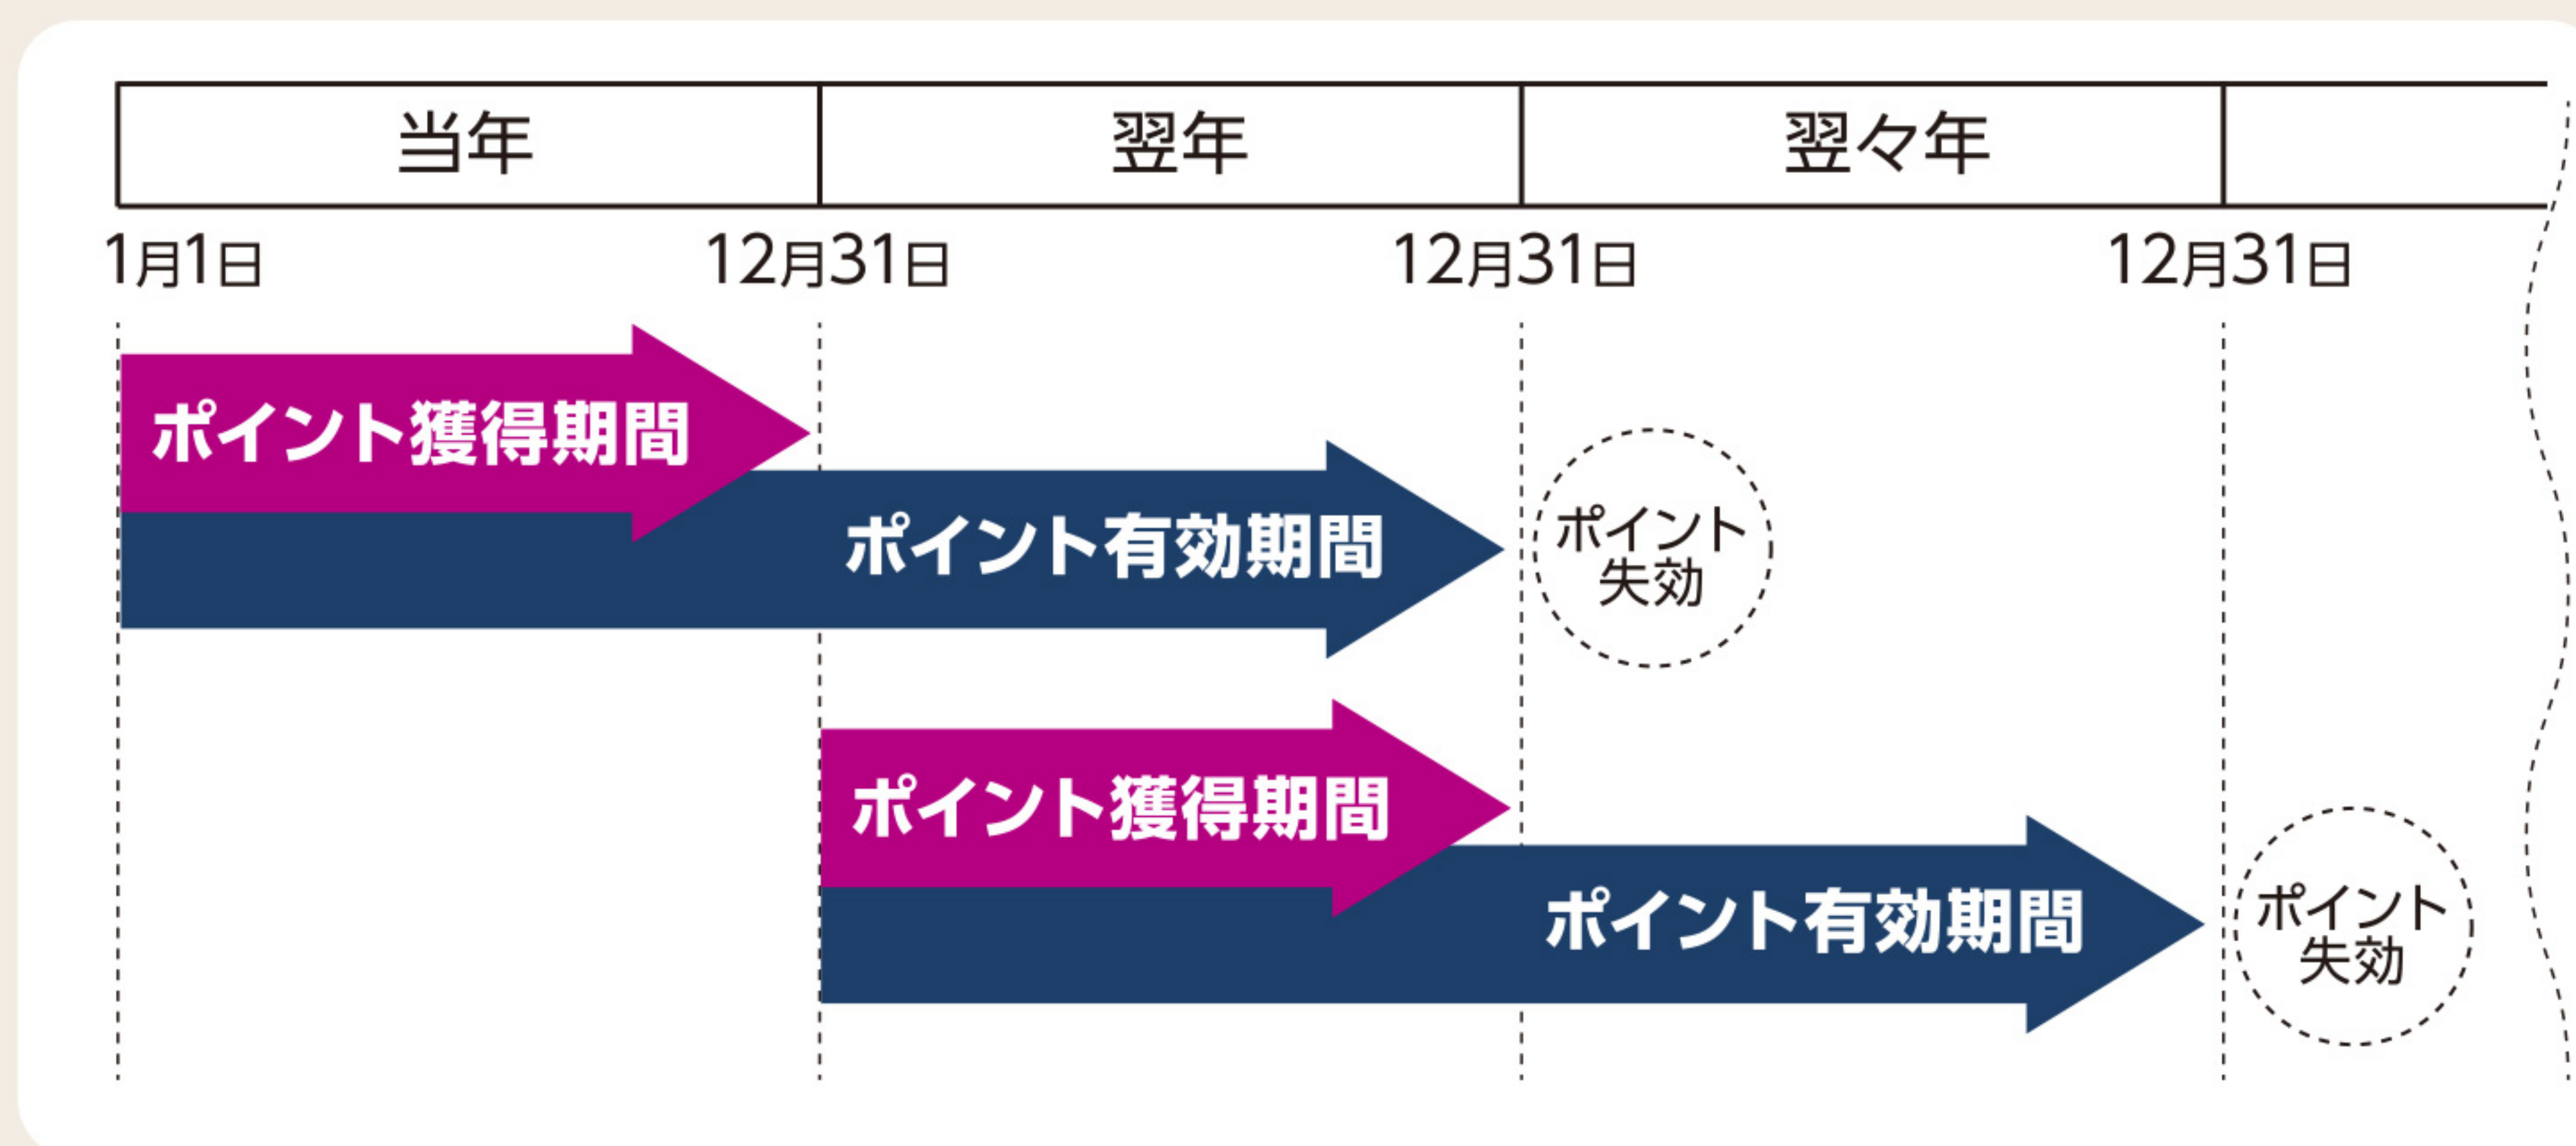 当年 翌年 翌々年
1月1日 12月31日 12月31日 12月31日
ポイント獲得期間
ポイント有効期間
ポイント
失効
ポイント獲得期間
ポイント有効期間
ポイント
失効